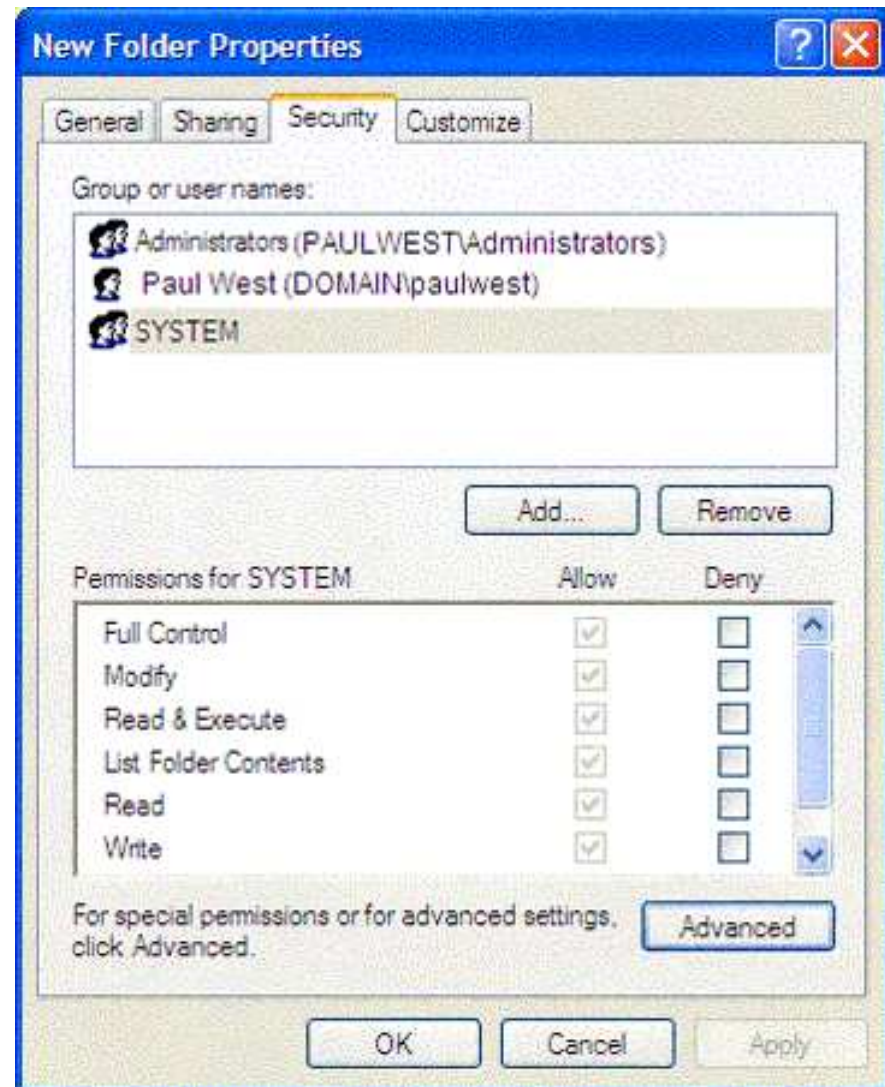 New Folder Properties
General Sharing Security Customize
Group or user names:
Administrators (PAULWEST\Administrators)
Paul West (DOMAIN\paulwest)
SYSTEM
Add... Remove
Permissions for SYSTEM Allow Deny
Full Control
Modify
Read & Execute
List Folder Contents
Read
Write
For special permissions or for advanced settings,
click Advanced.
Advanced
OK Cancel Apply